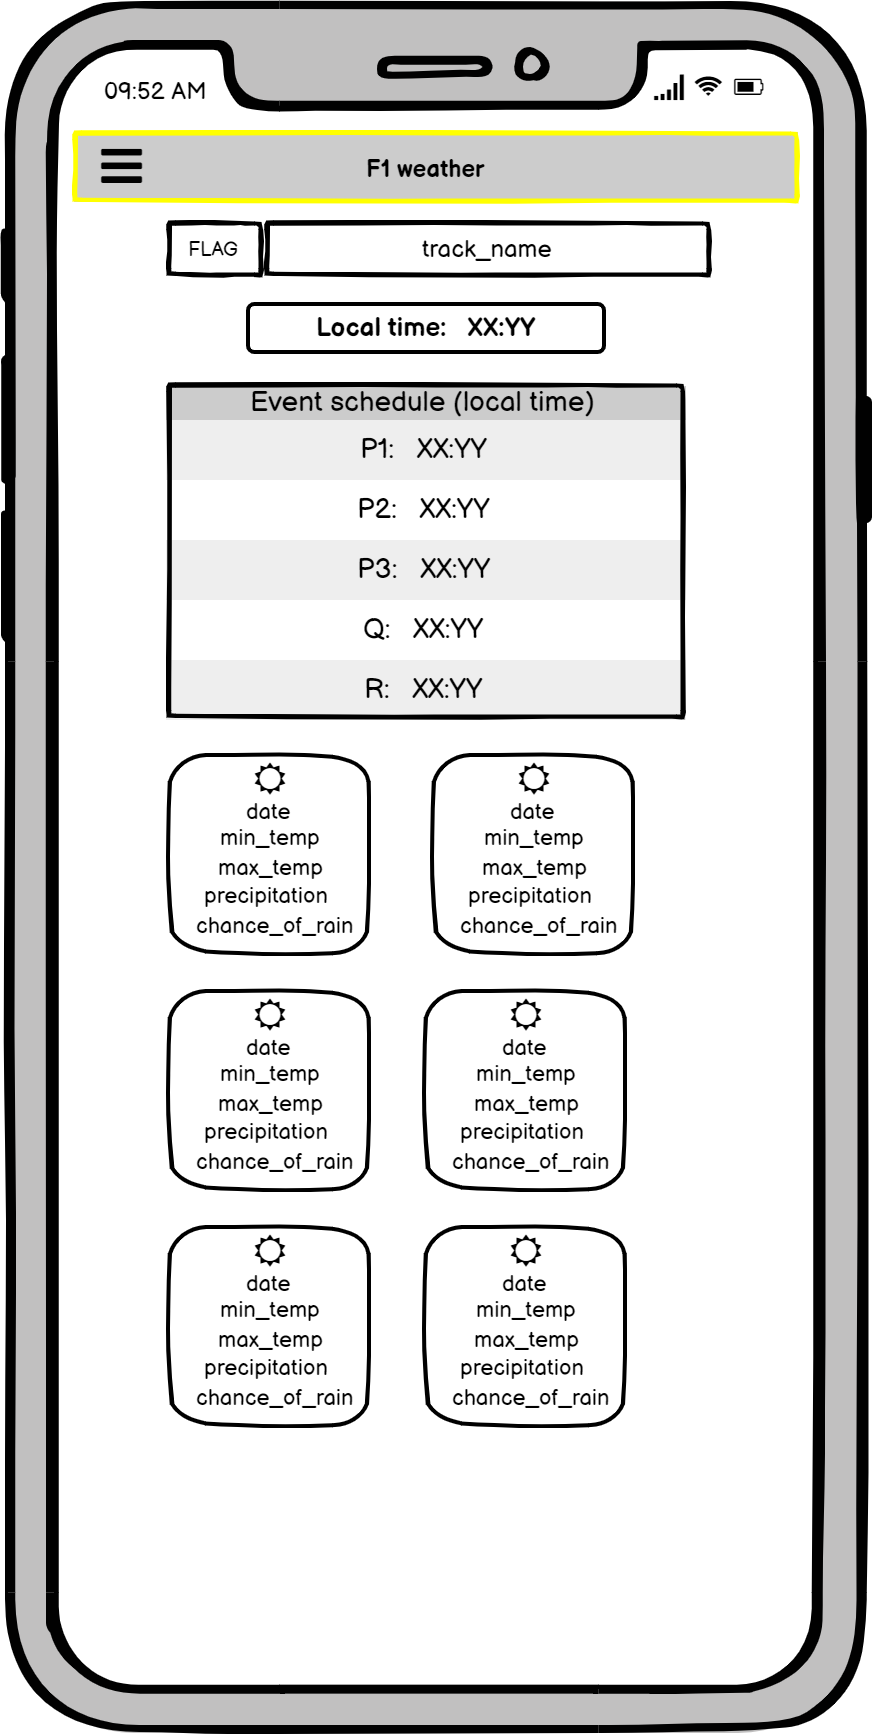 09:52 AM
F1 weather
FLAG track_name
Local time: XX:YY
Event schedule (local time)
P1: XX:YY
P2: XX:YY
P3: XX:YY
Q: XX:YY
R: XX:YY
date
min_temp
max_temp
precipitation
chance_of_rain
date
min_temp
max_temp
precipitation
chance_of_rain
date
min_temp
max_temp
precipitation
chance_of_rain
date
min_temp
max_temp
precipitation
chance_of_rain
date
min_temp
max_temp
precipitation
chance_of_rain
date
min_temp
max_temp
precipitation
chance_of_rain